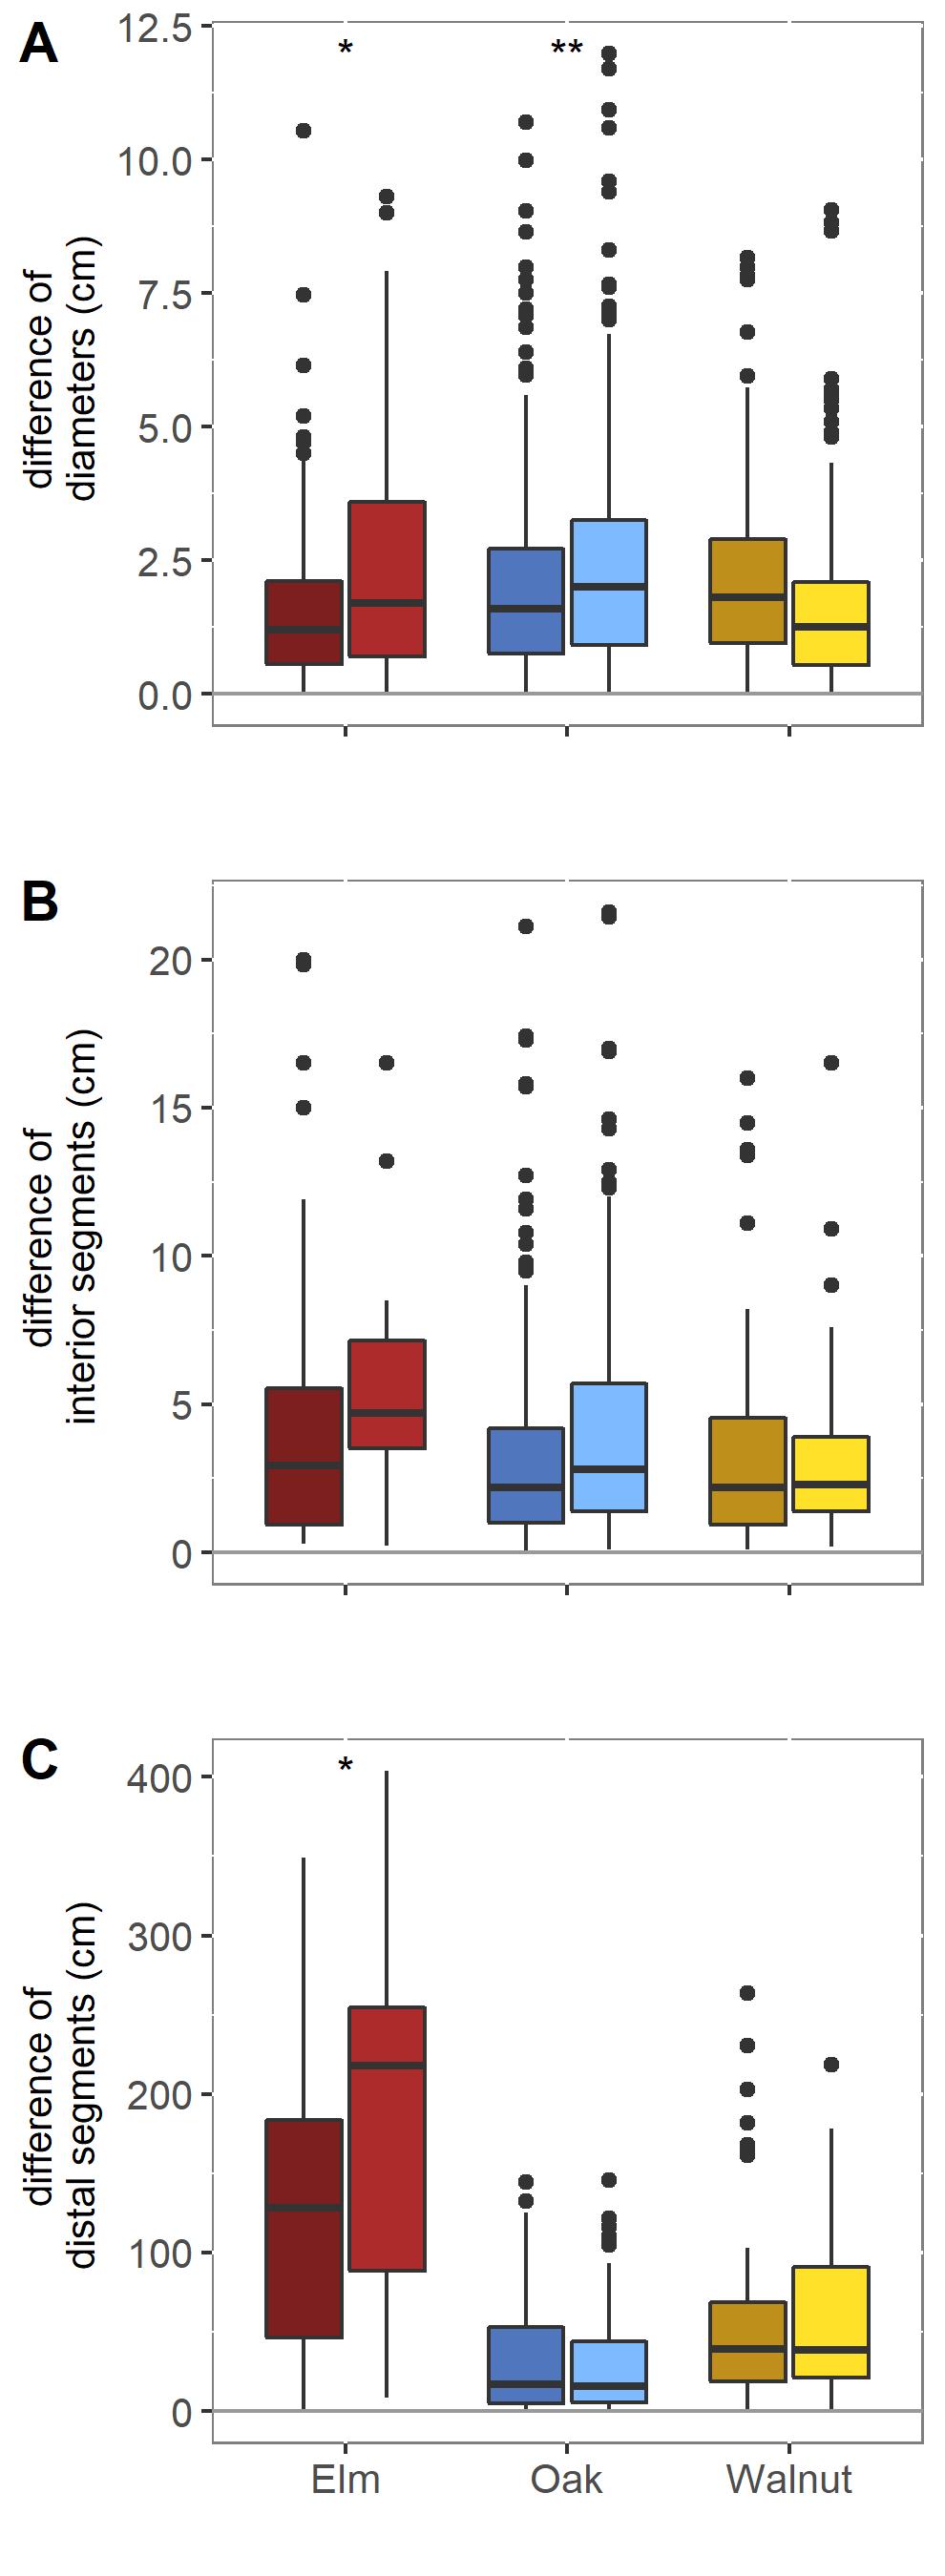 A
* **
difference of
diameters (cm)
12.5
10.0
7.5
5.0
2.5
0.0
B
difference of
interior segments (cm)
20
15
10
5
0
C
*
difference of
distal segments (cm)
400
300
200
100
0
Elm Oak Walnut